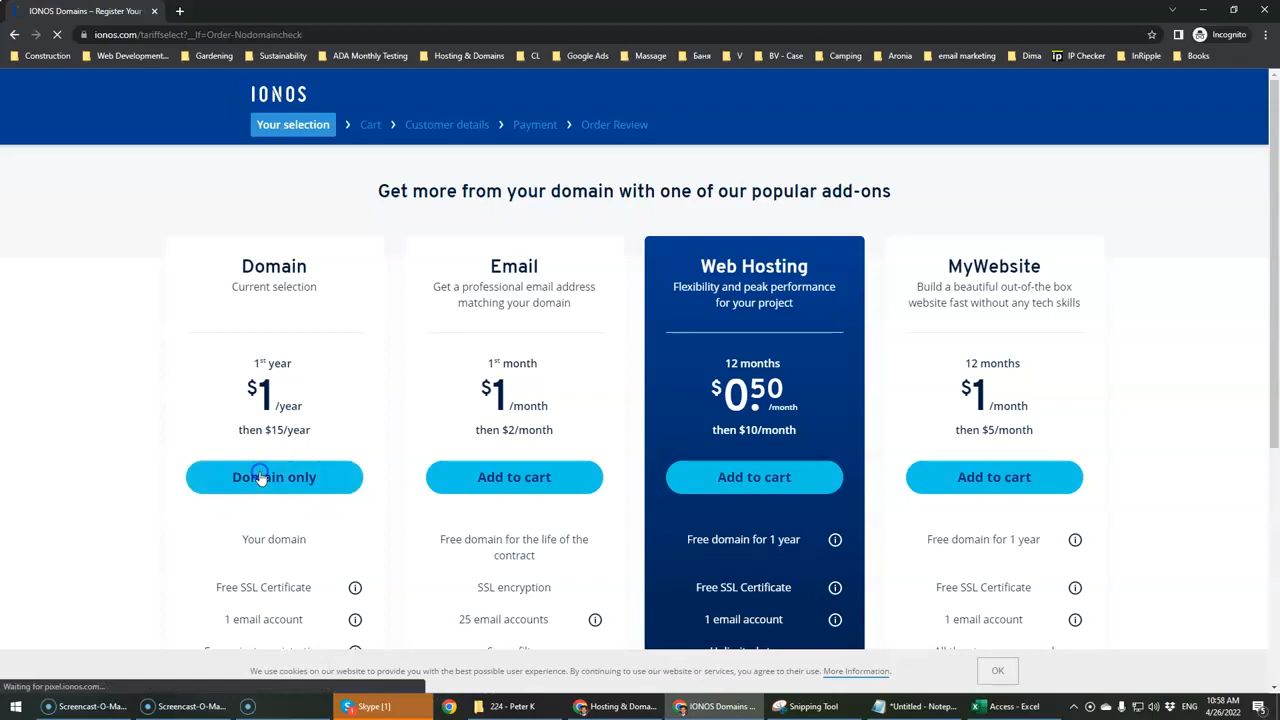 IONOS Domains – Register Your
ionos.com/tariffselect?__lf=Order-Nodomaincheck
Incognito
Construction
Web Development...
Gardening
Sustainability
ADA Monthly Testing
Hosting & Domains
CL
Google Ads
Massage
Баня
V
BV - Case
Camping
Aronia
email marketing
Dima
ip IP Checker
InRipple
Books
IONOS
Your selection
Cart
Customer details
Payment
Order Review
Get more from your domain with one of our popular add-ons
Domain
Current selection
1st year
$1/year
then $15/year
Domain only
Your domain
Free SSL Certificate
1 email account
Email
Get a professional email address
matching your domain
1st month
$1/month
then $2/month
Add to cart
Free domain for the life of the
contract
SSL encryption
25 email accounts
Web Hosting
Flexibility and peak performance
for your project
12 months
$0.50/month
then $10/month
Add to cart
Free domain for 1 year
Free SSL Certificate
1 email account
MyWebsite
Build a beautiful out-of-the box
website fast without any tech skills
12 months
$1/month
then $5/month
Add to cart
Free domain for 1 year
Free SSL Certificate
1 email account
We use cookies on our website to provide you with the best possible user experience. By continuing to use our website or services, you agree to their use. More Information.
OK
Waiting for pixel.ionos.com...
Screencast-O-Ma...
Screencast-O-Ma...
Skype [1]
224 - Peter K
Hosting & Doma...
IONOS Domains ...
Snipping Tool
*Untitled - Notep...
Access - Excel
ENG
10:58 AM
4/26/2022